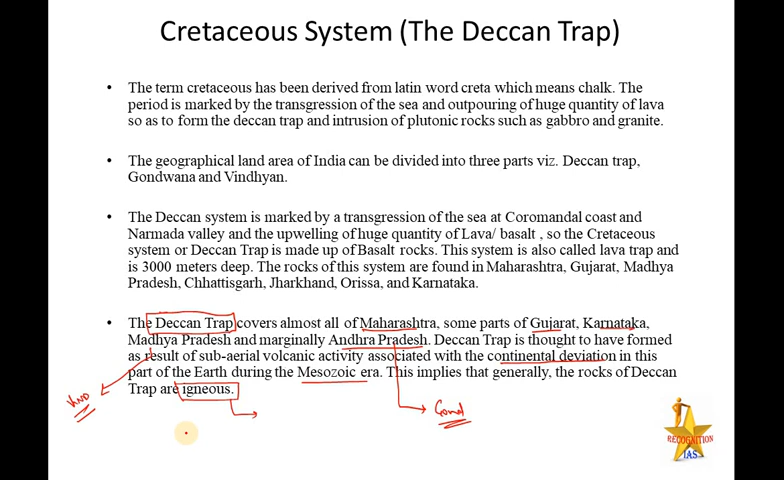 Cretaceous System (The Deccan Trap)
• The term cretaceous has been derived from latin word creta which means chalk. The
period is marked by the transgression of the sea and outpouring of huge quantity of lava
so as to form the deccan trap and intrusion of plutonic rocks such as gabbro and granite.
• The geographical land area of India can be divided into three parts viz. Deccan trap,
Gondwana and Vindhyan.
• The Deccan system is marked by a transgression of the sea at Coromandal coast and
Narmada valley and the upwelling of huge quantity of Lava/ basalt , so the Cretaceous
system or Deccan Trap is made up of Basalt rocks. This system is also called lava trap and
is 3000 meters deep. The rocks of this system are found in Maharashtra, Gujarat, Madhya
Pradesh, Chhattisgarh, Jharkhand, Orissa, and Karnataka.
• The Deccan Trap covers almost all of Maharashtra, some parts of Gujarat, Karnataka,
Madhya Pradesh and marginally Andhra Pradesh. Deccan Trap is thought to have formed
as result of sub-aerial volcanic activity associated with the continental deviation in this
part of the Earth during the Mesozoic era. This implies that generally, the rocks of Deccan
Trap are igneous.
RECOGNITION
IAS